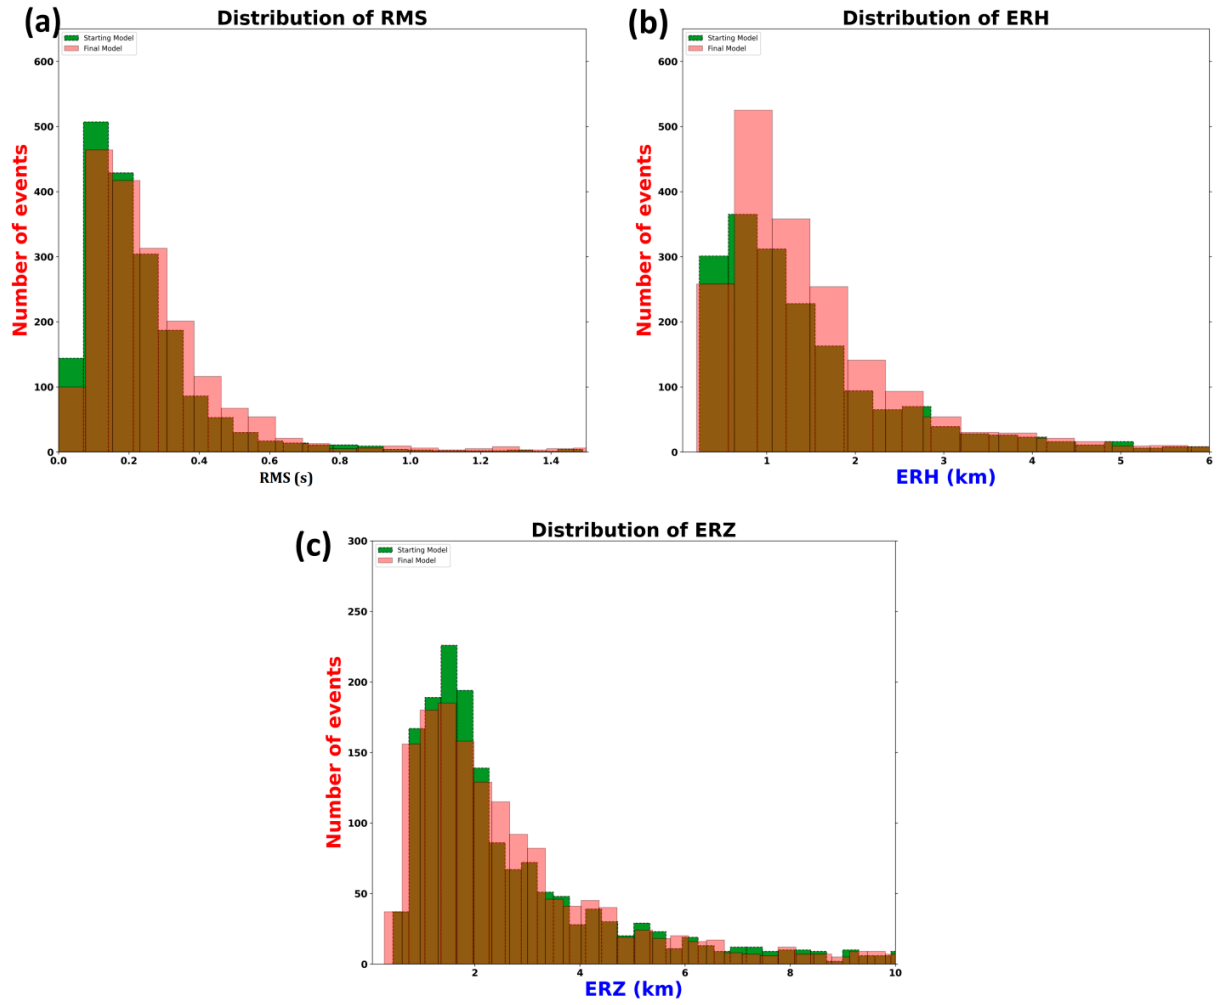 (a)
Distribution of RMS
Starting Model
Final Model
Number of events
600
500
400
300
200
100
0
0.0 0.2 0.4 0.6 0.8 1.0 1.2 1.4
RMS (s)
(b)
Distribution of ERH
Starting Model
Final Model
Number of events
600
500
400
300
200
100
0
1 2 3 4 5 6
ERH (km)
(c)
Distribution of ERZ
Starting Model
Final Model
Number of events
300
250
200
150
100
50
0
2 4 6 8 10
ERZ (km)